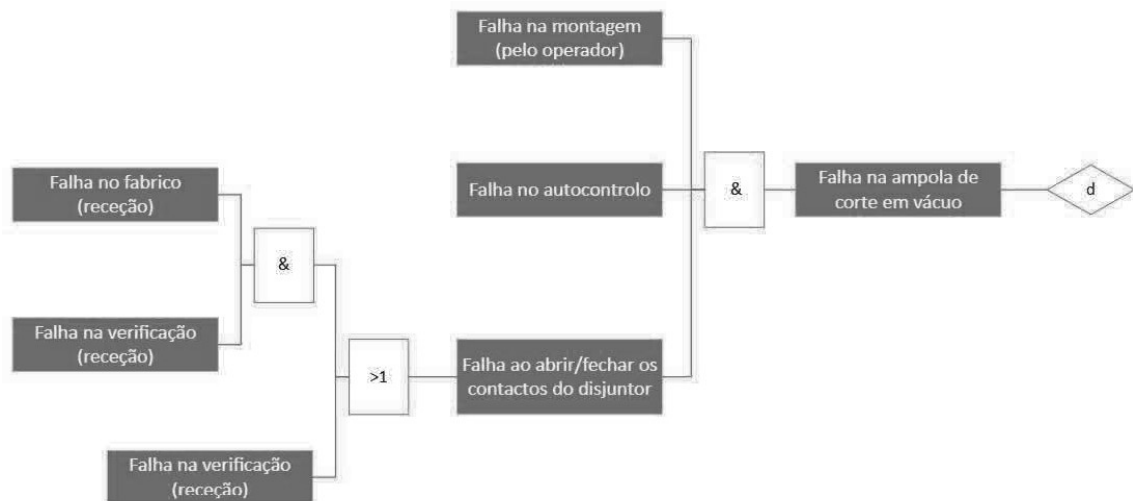 Falha na montagem
(pelo operador)
Falha no fabrico
(receção)
Falha no autocontrolo
&
Falha na ampola de
corte em vácuo
d
&
Falha na verificação
(receção)
>1
Falha ao abrir/fechar os
contactos do disjuntor
Falha na verificação
(receção)